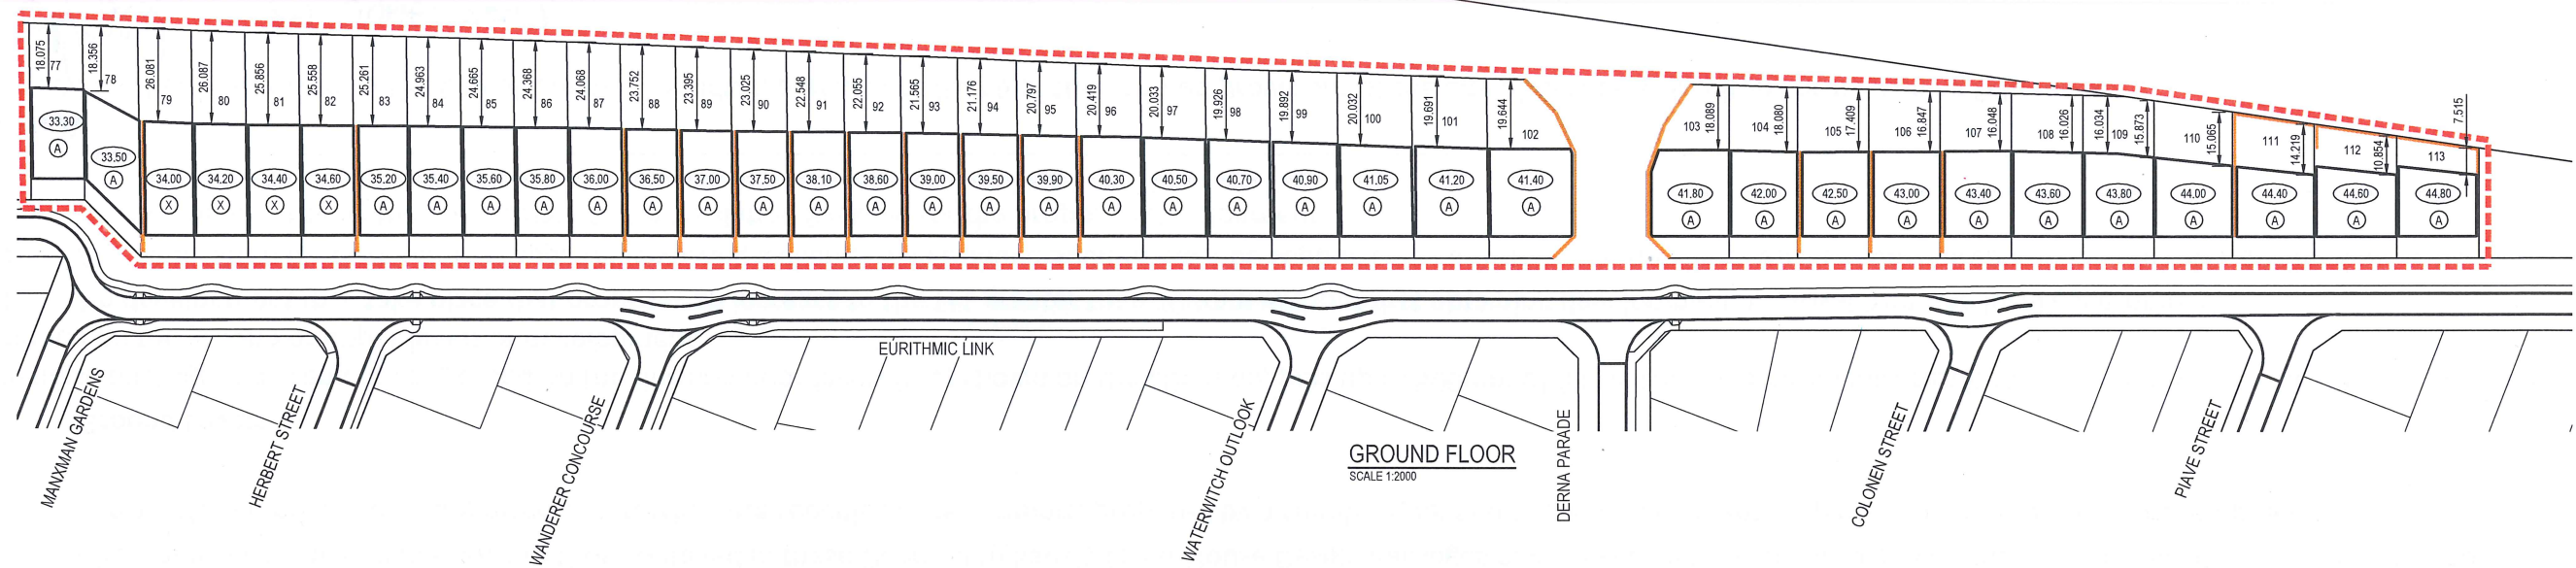 18.075 77
18.356 78
26.081 79
26.087 80
25.856 81
25.558 82
25.261 83
24.963 84
24.665 85
24.368 86
24.068 87
23.752 88
23.395 89
23.025 90
22.548 91
22.055 92
21.565 93
21.176 94
20.797 95
20.419 96
20.033 97
19.926 98
19.892 99
20.032 100
19.691 101
19.644 102
103 18.089
104 18.080
105 17.409
106 16.847
107 16.048
108 16.026
16.034 109
15.873
110 15.065
111 14.219
112 10.854
113 7.515
33.30 A
33.50 A
34.00 X
34.20 X
34.40 X
34.60 X
35.20 A
35.40 A
35.60 A
35.80 A
36.00 A
36.50 A
37.00 A
37.50 A
38.10 A
38.60 A
39.00 A
39.50 A
39.90 A
40.30 A
40.50 A
40.70 A
40.90 A
41.05 A
41.20 A
41.40 A
41.80 A
42.00 A
42.50 A
43.00 A
43.40 A
43.60 A
43.80 A
44.00 A
44.40 A
44.60 A
44.80 A
EURITHMIC LINK
MANXMAN GARDENS
HERBERT STREET
WANDERER CONCOURSE
WATERWITCH OUTLOOK
GROUND FLOOR
SCALE 1:2000
DERNA PARADE
COLONEN STREET
PIAVE STREET